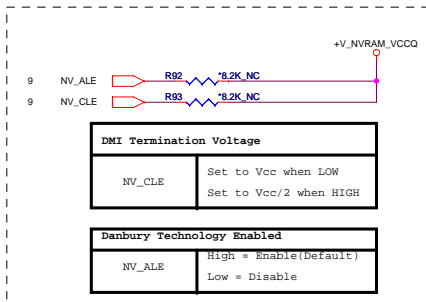 +V_NVRAM_VCCQ
9 NV_ALE R92 *8.2K_NC
9 NV_CLE R93 *8.2K_NC
DMI Termination Voltage
NV_CLE
Set to Vcc when LOW
Set to Vcc/2 when HIGH
Danbury Technology Enabled
NV_ALE
High = Enable(Default)
Low = Disable